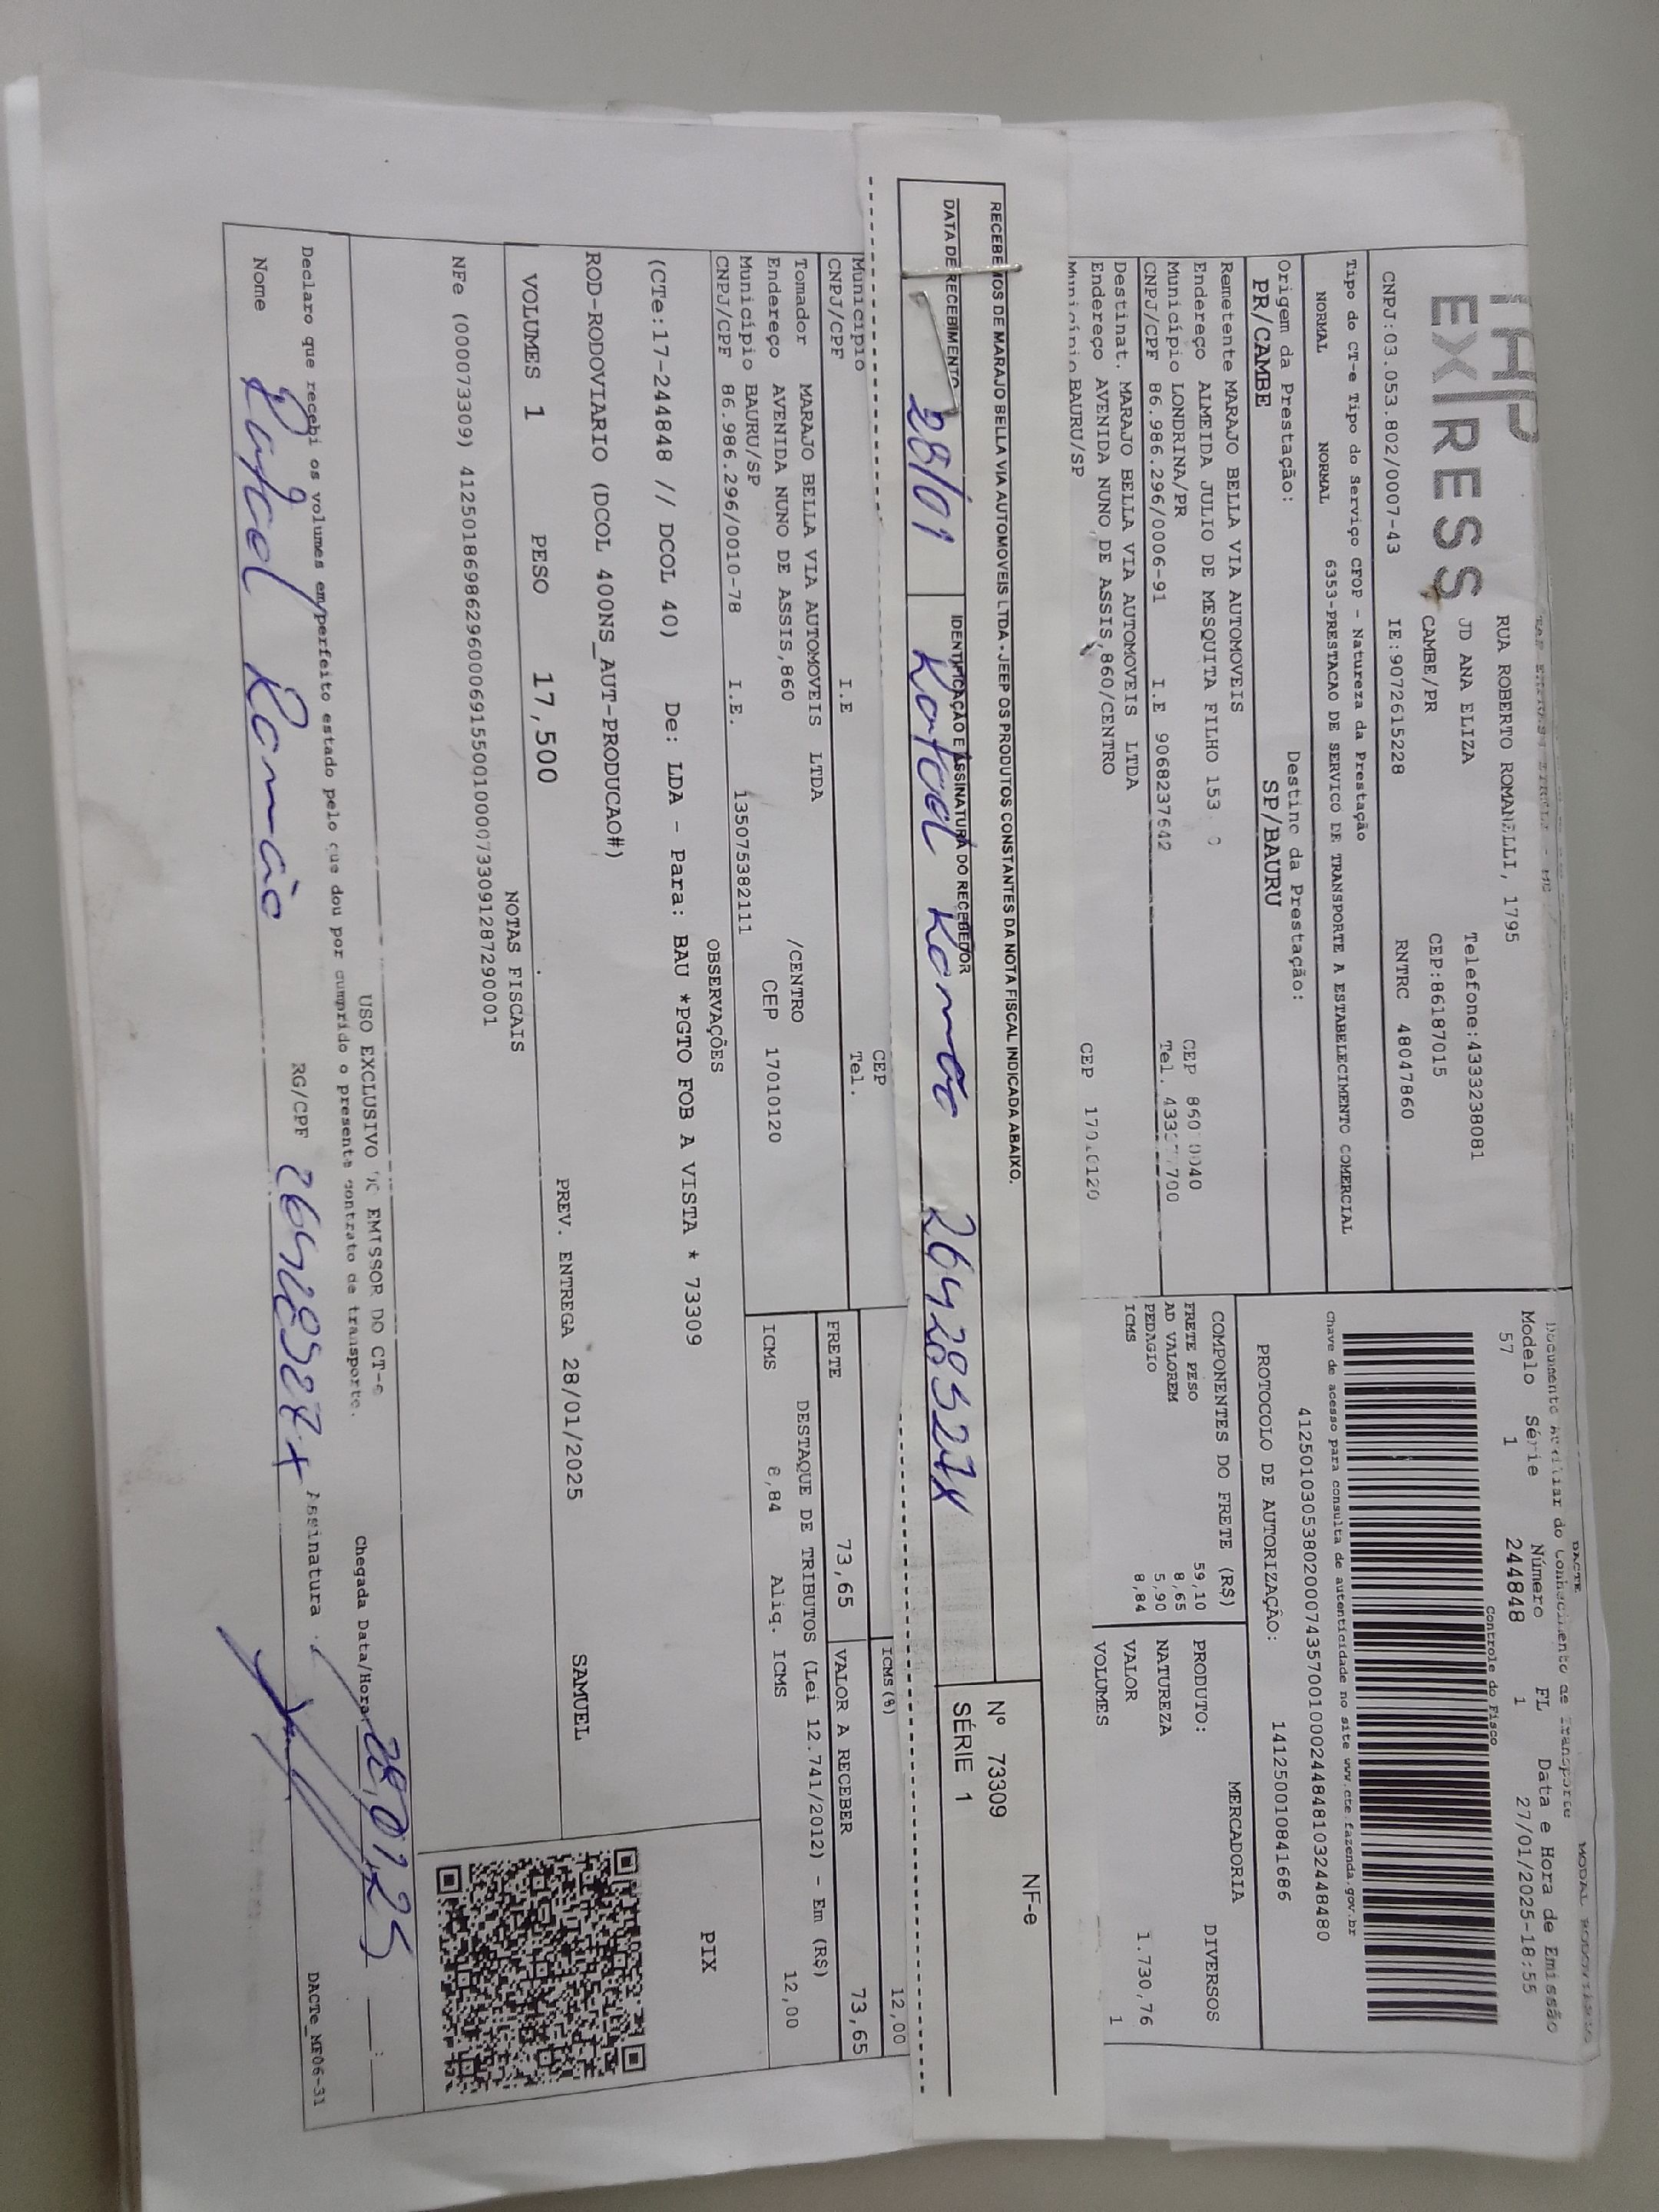 DACTE
MODAL RODOVIARIO
Documento Auxiliar do Conhecimento de Transporte
TAP EXPRESS
RUA ROBERTO ROMANELLI, 1795
JD ANA ELIZA Telefone:4333238081
CAMBE/PR CEP:86187015
CNPJ:03.053.802/0007-43 IE:9072615228 RNTRC 48047860
Modelo Série Número FL Data e Hora de Emissão
57 1 244848 1 27/01/2025-18:55
Controle do Fisco
Chave de acesso para consulta de autenticidade no site www.cte.fazenda.gov.br
41250103053802000743570010002448481032448480
Tipo do CT-e Tipo do Serviço CFOP - Natureza da Prestação
NORMAL NORMAL 6353-PRESTACAO DE SERVICO DE TRANSPORTE A ESTABELECIMENTO COMERCIAL
PROTOCOLO DE AUTORIZAÇÃO: 141250010841686
Origem da Prestação: Destino da Prestação:
PR/CAMBE SP/BAURU
Remetente MARAJO BELLA VIA AUTOMOVEIS
Endereço ALMEIDA JULIO DE MESQUITA FILHO 153
Município LONDRINA/PR CEP
CNPJ/CPF 86.986.296/0006-91 I.E 9068237642 Tel.
Destinat. MARAJO BELLA VIA AUTOMOVEIS LTDA
Endereço AVENIDA NUNO DE ASSIS,860/CENTRO
Município BAURU/SP CEP 17010120
COMPONENTES DO FRETE (R$)
FRETE PESO 59,10
AD VALOREM 8,65
PEDAGIO 5,90
ICMS 8,84
MERCADORIA
PRODUTO: DIVERSOS
NATUREZA
VALOR 1.730,76
VOLUMES 1
RECEBEMOS DE MARAJO BELLA VIA AUTOMOVEIS LTDA - JEEP OS PRODUTOS CONSTANTES DA NOTA FISCAL INDICADA ABAIXO.
DATA DE RECEBIMENTO IDENTIFICAÇÃO E ASSINATURA DO RECEBEDOR
28/01 Rafael Romão 26428927X
NF-e
Nº 73309
SÉRIE 1
Município CEP
CNPJ/CPF I.E Tel.
ICMS(%) 12,00
FRETE 73,65 VALOR A RECEBER 73,65
Tomador MARAJO BELLA VIA AUTOMOVEIS LTDA
Endereço AVENIDA NUNO DE ASSIS,860 /CENTRO
Município BAURU/SP CEP 17010120
CNPJ/CPF 86.986.296/0010-78 I.E. 135075382111
DESTAQUE DE TRIBUTOS (Lei 12.741/2012) - Em (R$)
ICMS 8,84 Aliq. ICMS 12,00
OBSERVAÇÕES
(CTe:17-244848 // DCOL 40) De: LDA - Para: BAU *PGTO FOB A VISTA * 73309
PIX
ROD-RODOVIARIO (DCOL 400NS_AUT-PRODUCAO#)
VOLUMES 1 PESO 17,500 PREV. ENTREGA 28/01/2025 SAMUEL
NOTAS FISCAIS
NFe (000073309) 41250186986296000691550010000733091287290001
USO EXCLUSIVO DO EMISSOR DO CT-e
Declaro que recebi os volumes em perfeito estado pelo que dou por cumprido o presente contrato de transporte.
Chegada Data/Hora 28,01,25 __:__
Nome Rafael Romão RG/CPF Assinatura
DACTe_MF06-31